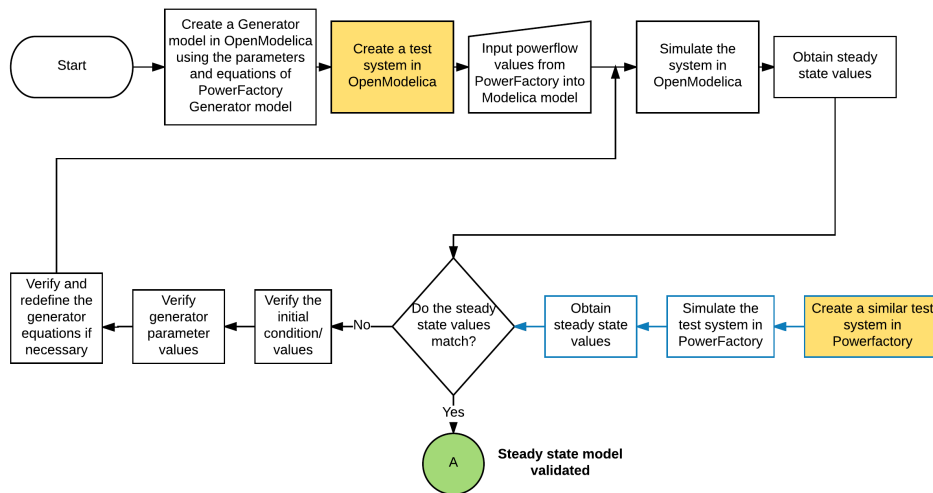 Start
Create a Generator
model in OpenModelica
using the parameters
and equations of
PowerFactory
Generator model
Create a test
system in
OpenModelica
Input powerflow
values from
PowerFactory into
Modelica model
Simulate the
system in
OpenModelica
Obtain steady
state values
Verify and
redefine the
generator
equations if
necessary
Verify
generator
parameter
values
Verify the
initial
condition/
values
No
Do the steady
state values
match?
Obtain
steady state
values
Simulate the
test system in
PowerFactory
Create a similar test
system in
Powerfactory
Yes
A
Steady state model
validated